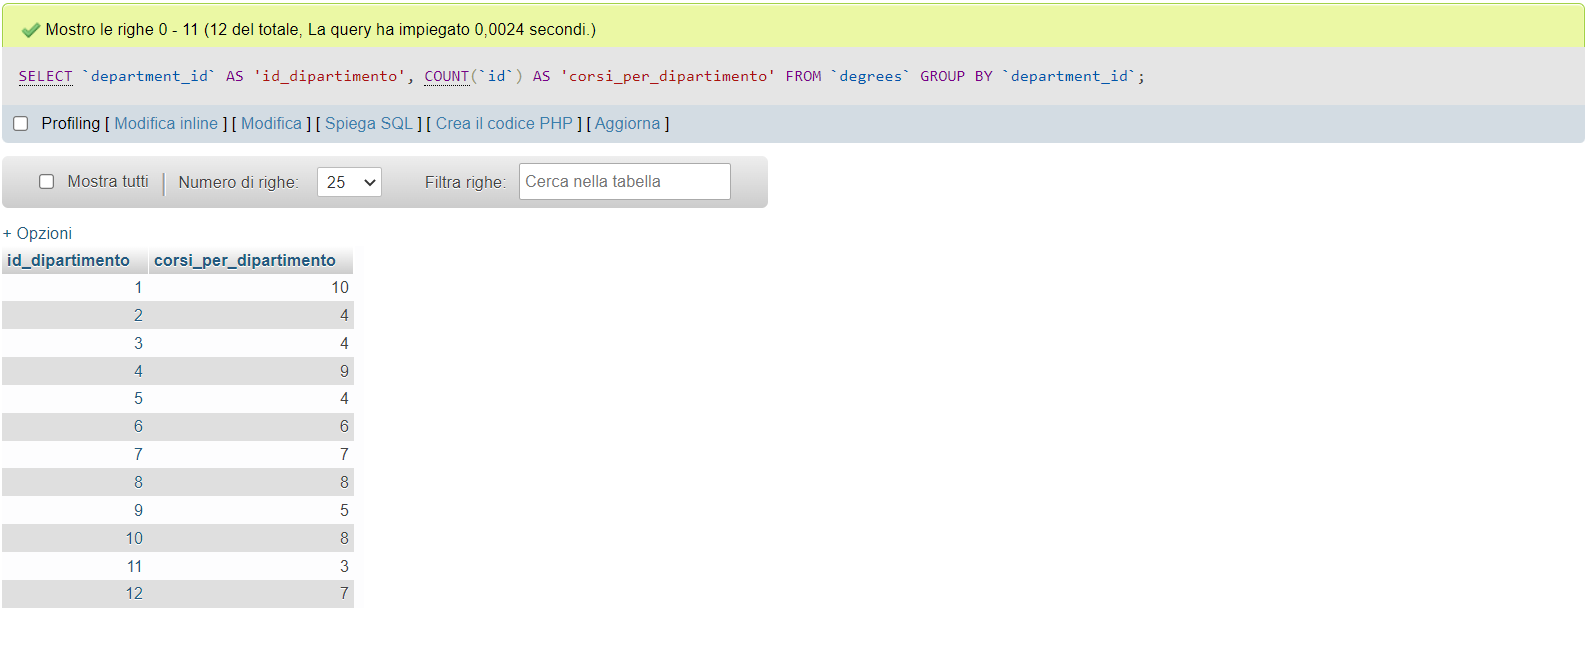 Mostro le righe 0 - 11 (12 del totale, La query ha impiegato 0,0024 secondi.)
SELECT `department_id` AS 'id_dipartimento', COUNT(`id`) AS 'corsi_per_dipartimento' FROM `degrees` GROUP BY `department_id`;
Profiling [ Modifica inline ] [ Modifica ] [ Spiega SQL ] [ Crea il codice PHP ] [ Aggiorna ]
Mostra tutti | Numero di righe: 25 Filtra righe: Cerca nella tabella
+ Opzioni
id_dipartimento corsi_per_dipartimento
1 10
2 4
3 4
4 9
5 4
6 6
7 7
8 8
9 5
10 8
11 3
12 7